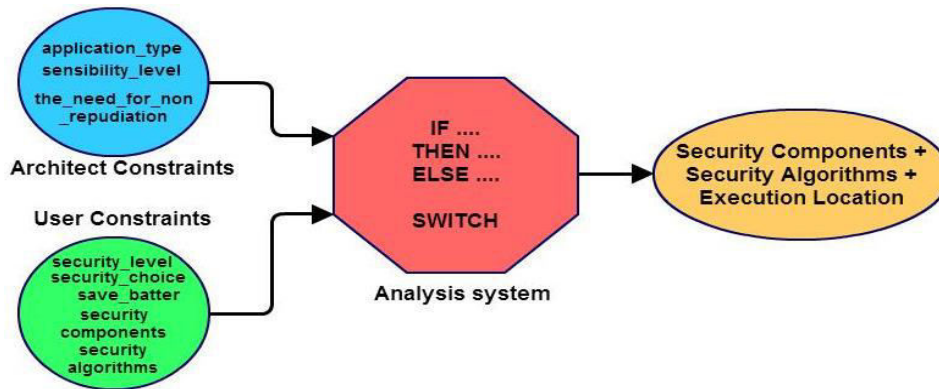 application_type
sensibility_level
the_need_for_non
_repudiation
Architect Constraints
User Constraints
security_level
security_choice
save_batter
security
components
security
algorithms
IF ....
THEN ....
ELSE ....
SWITCH
Analysis system
Security Components +
Security Algorithms +
Execution Location